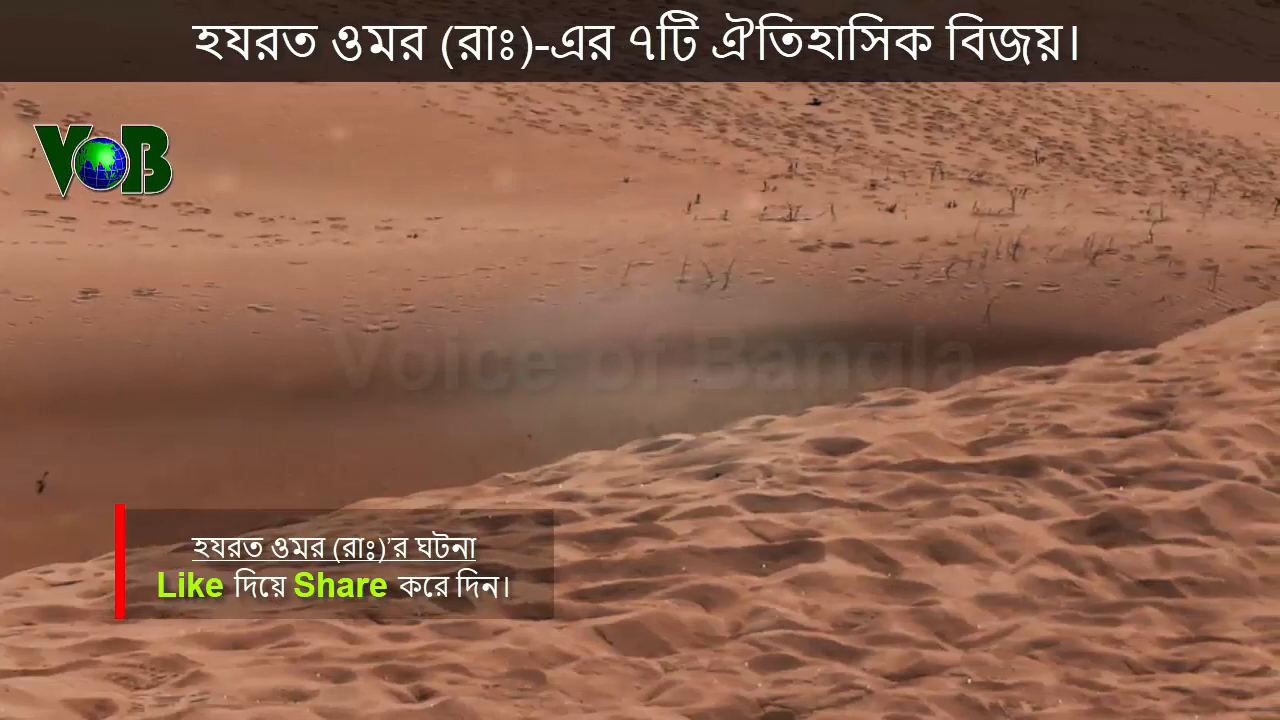 হযরত ওমর (রাঃ)-এর ৭টি ঐতিহাসিক বিজয়।
VOB
Voice of Bangla
হযরত ওমর (রাঃ)’র ঘটনা
Like দিয়ে Share করে দিন।